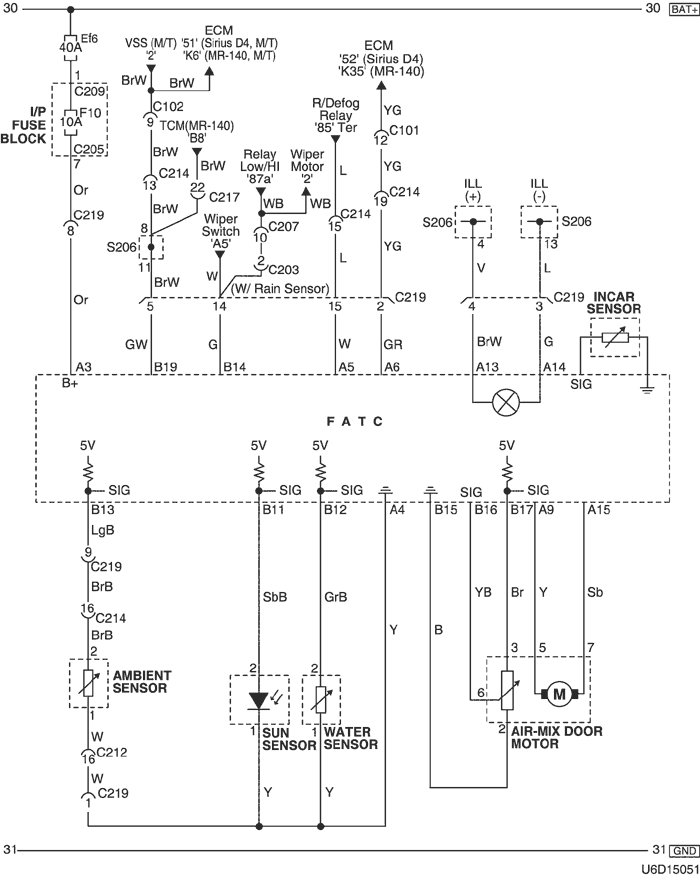 30
30 BAT+
Ef6
40A
1
C209
I/P
FUSE
BLOCK
F10
10A
C205
7
Or
C219
8
Or
VSS (M/T)
'2'
BrW
BrW
ECM
'51' (Sirius D4, M/T)
'K6' (MR-140, M/T)
C102
9
BrW
C214
13
BrW
TCM(MR-140)
'B8'
BrW
22
C217
8
S206
11
BrW
Wiper
Switch
'A5'
W
Relay
Low/HI
'87a'
Wiper
Motor
'2'
WB
WB
C207
10
2
C203
(W/ Rain Sensor)
R/Defog
Relay
'85' Ter
L
C214
15
L
ECM
'52' (Sirius D4)
'K35' (MR-140)
YG
C101
12
YG
C214
19
YG
ILL
(+)
S206
4
V
ILL
(-)
S206
13
L
5
14
15
2
C219
4
3
C219
INCAR
SENSOR
GW
G
W
GR
BrW
G
A3
B19
B14
A5
A6
A13
A14
SIG
B+
F A T C
5V
5V
5V
5V
SIG
SIG
SIG
SIG
SIG
B13
B11
B12
A4
B15
B16
B17
A9
A15
LgB
9
C219
BrB
16
C214
BrB
2
AMBIENT
SENSOR
1
W
C212
16
W
C219
1
SbB
2
1
SUN
SENSOR
Y
GrB
2
1
WATER
SENSOR
Y
Y
B
YB
Br
Y
Sb
3
5
7
6
M
2
AIR-MIX DOOR
MOTOR
31
31 GND
U6D15051